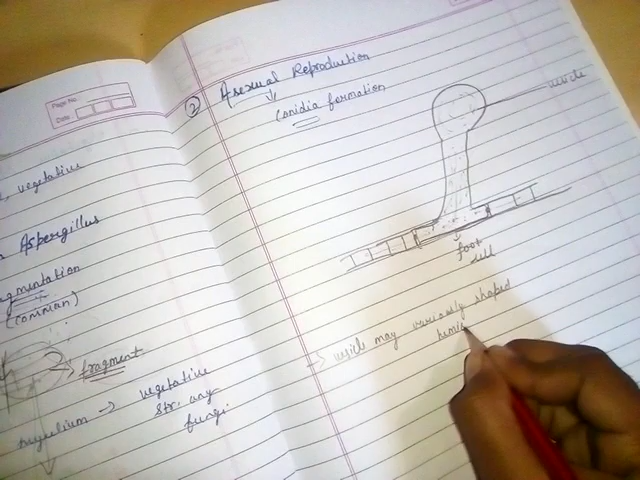 Page No.
Date
, vegetative
Aspergillus
gmentation
(common)
fragment
mycelium → vegetative
str. any
fungi
② Asexual Reproduction
↓
Conidia formation
vesicle
foot
cell
→ vesicle may variously shaped
hemi